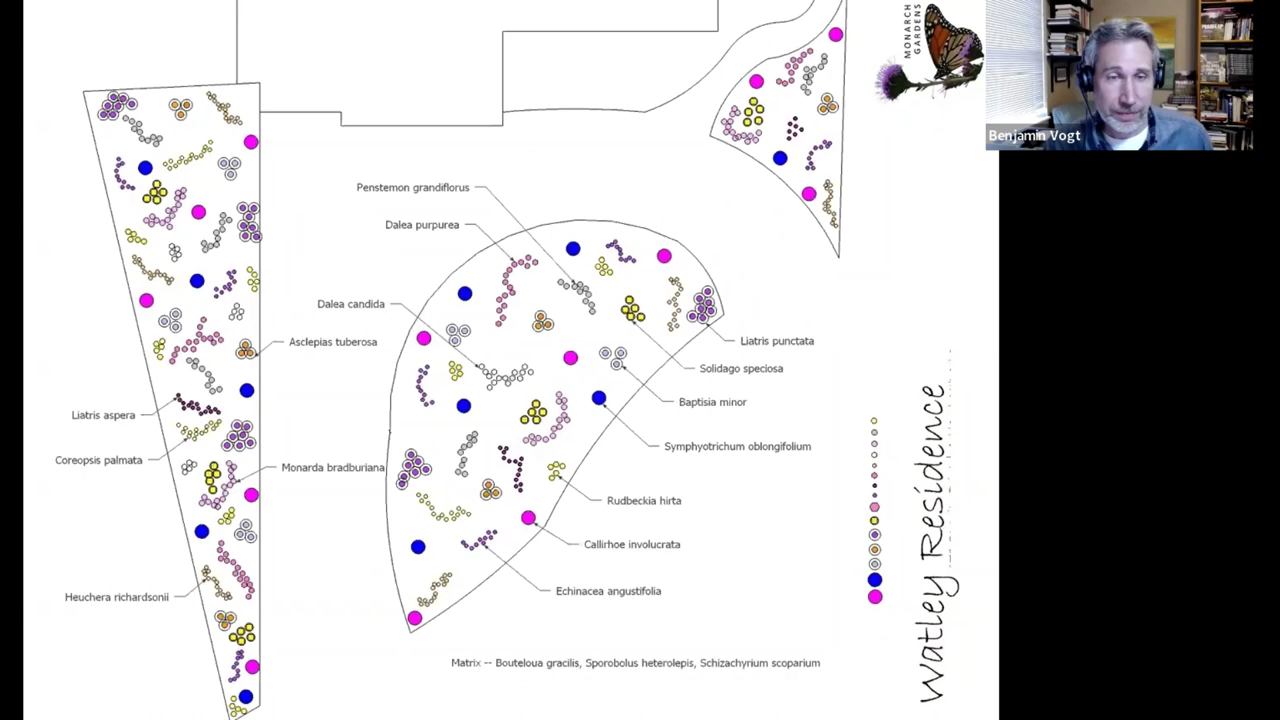 MONARCH
GARDENS
Benjamin Vogt
Penstemon grandiflorus
Dalea purpurea
Dalea candida
Asclepias tuberosa
Liatris punctata
Solidago speciosa
Baptisia minor
Liatris aspera
Symphyotrichum oblongifolium
Coreopsis palmata
Monarda bradburiana
Rudbeckia hirta
Callirhoe involucrata
Echinacea angustifolia
Heuchera richardsonii
Matrix -- Bouteloua gracilis, Sporobolus heterolepis, Schizachyrium scoparium
Watley Residence